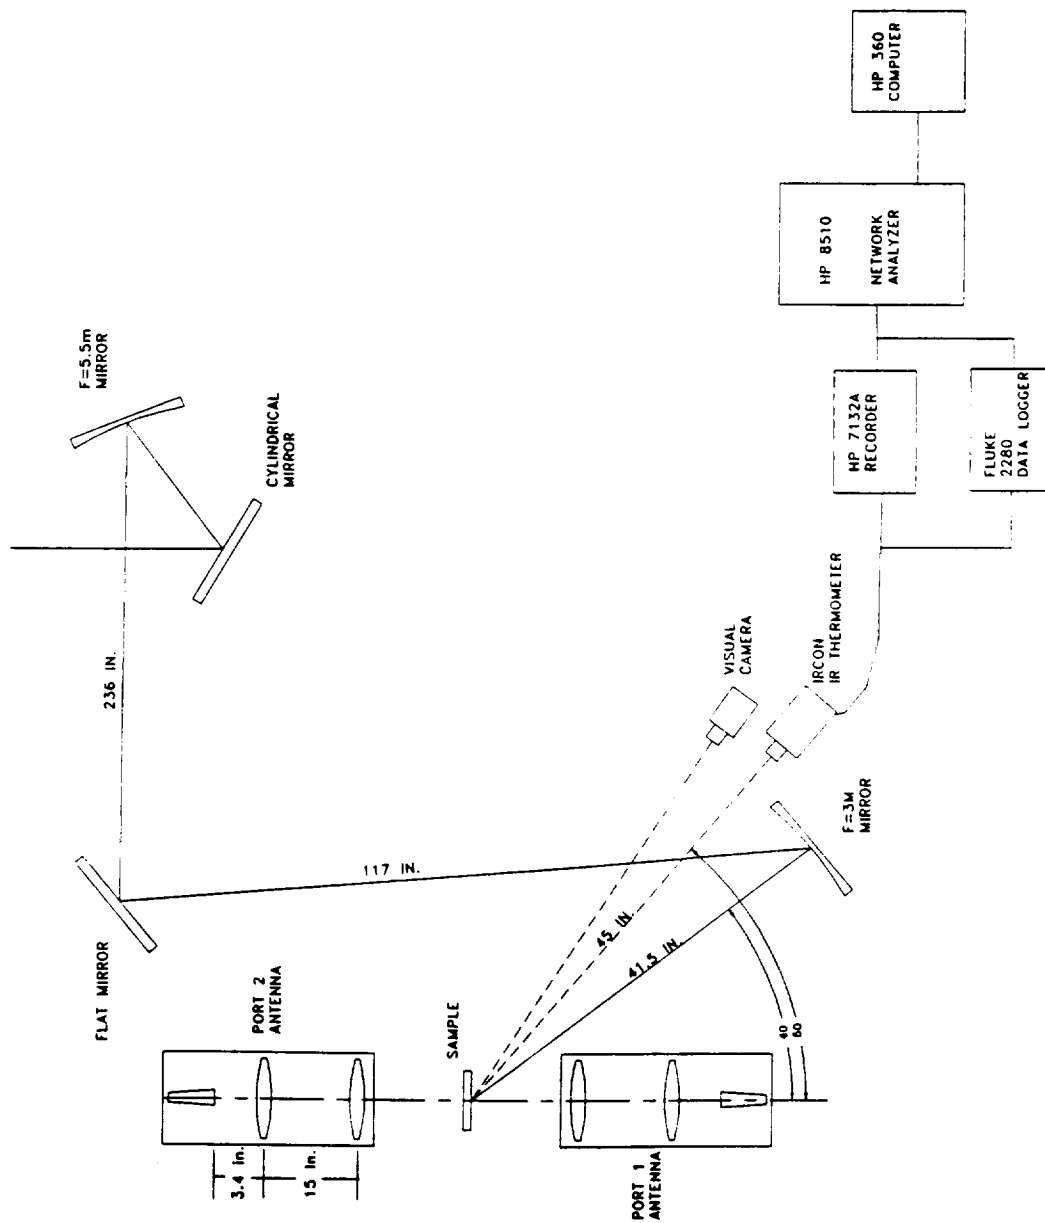 HP 360
COMPUTER
HP 8510
NETWORK
ANALYZER
F=5.5m
MIRROR
CYLINDRICAL
MIRROR
HP 7132A
RECORDER
FLUKE
2280
DATA LOGGER
236 IN.
VISUAL
CAMERA
IRCON
IR THERMOMETER
F=3M
MIRROR
117 IN.
45 IN.
41.5 IN.
FLAT MIRROR
PORT 2
ANTENNA
SAMPLE
40
60
3.4 in.
15 in.
PORT 1
ANTENNA